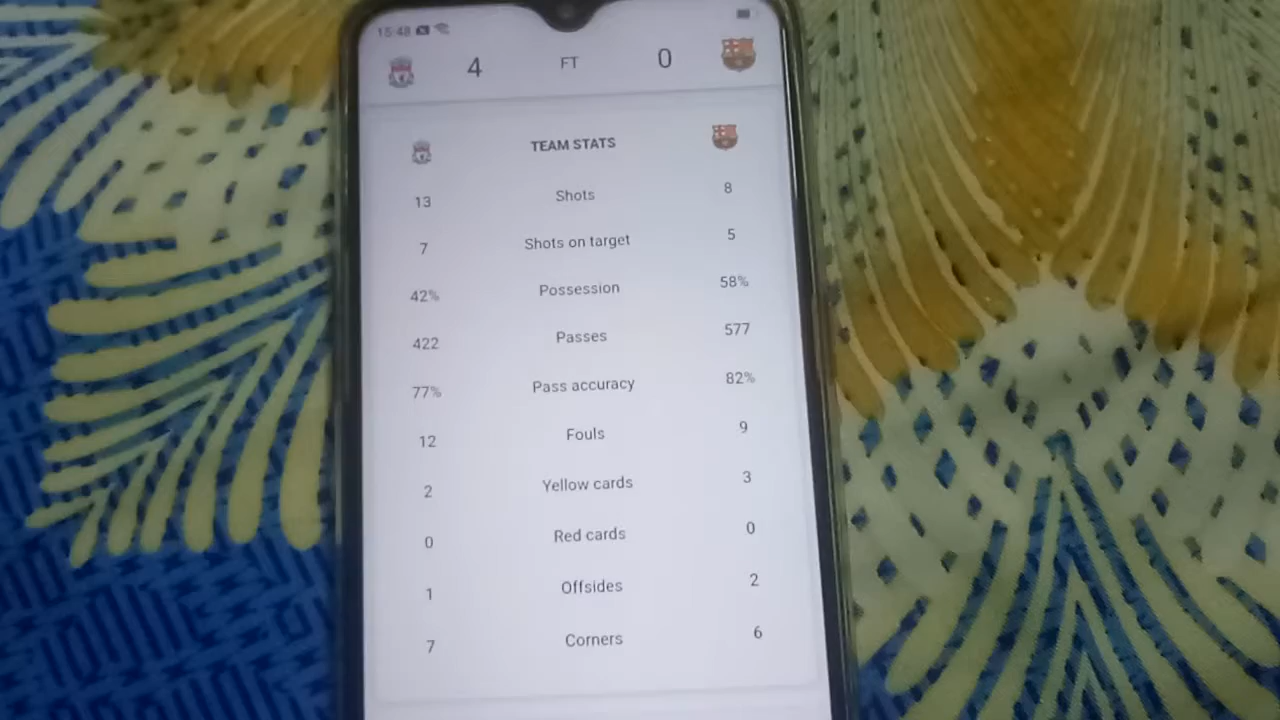 15:48
4 FT 0
TEAM STATS
13 Shots 8
7 Shots on target 5
42% Possession 58%
422 Passes 577
77% Pass accuracy 82%
12 Fouls 9
2 Yellow cards 3
0 Red cards 0
1 Offsides 2
7 Corners 6